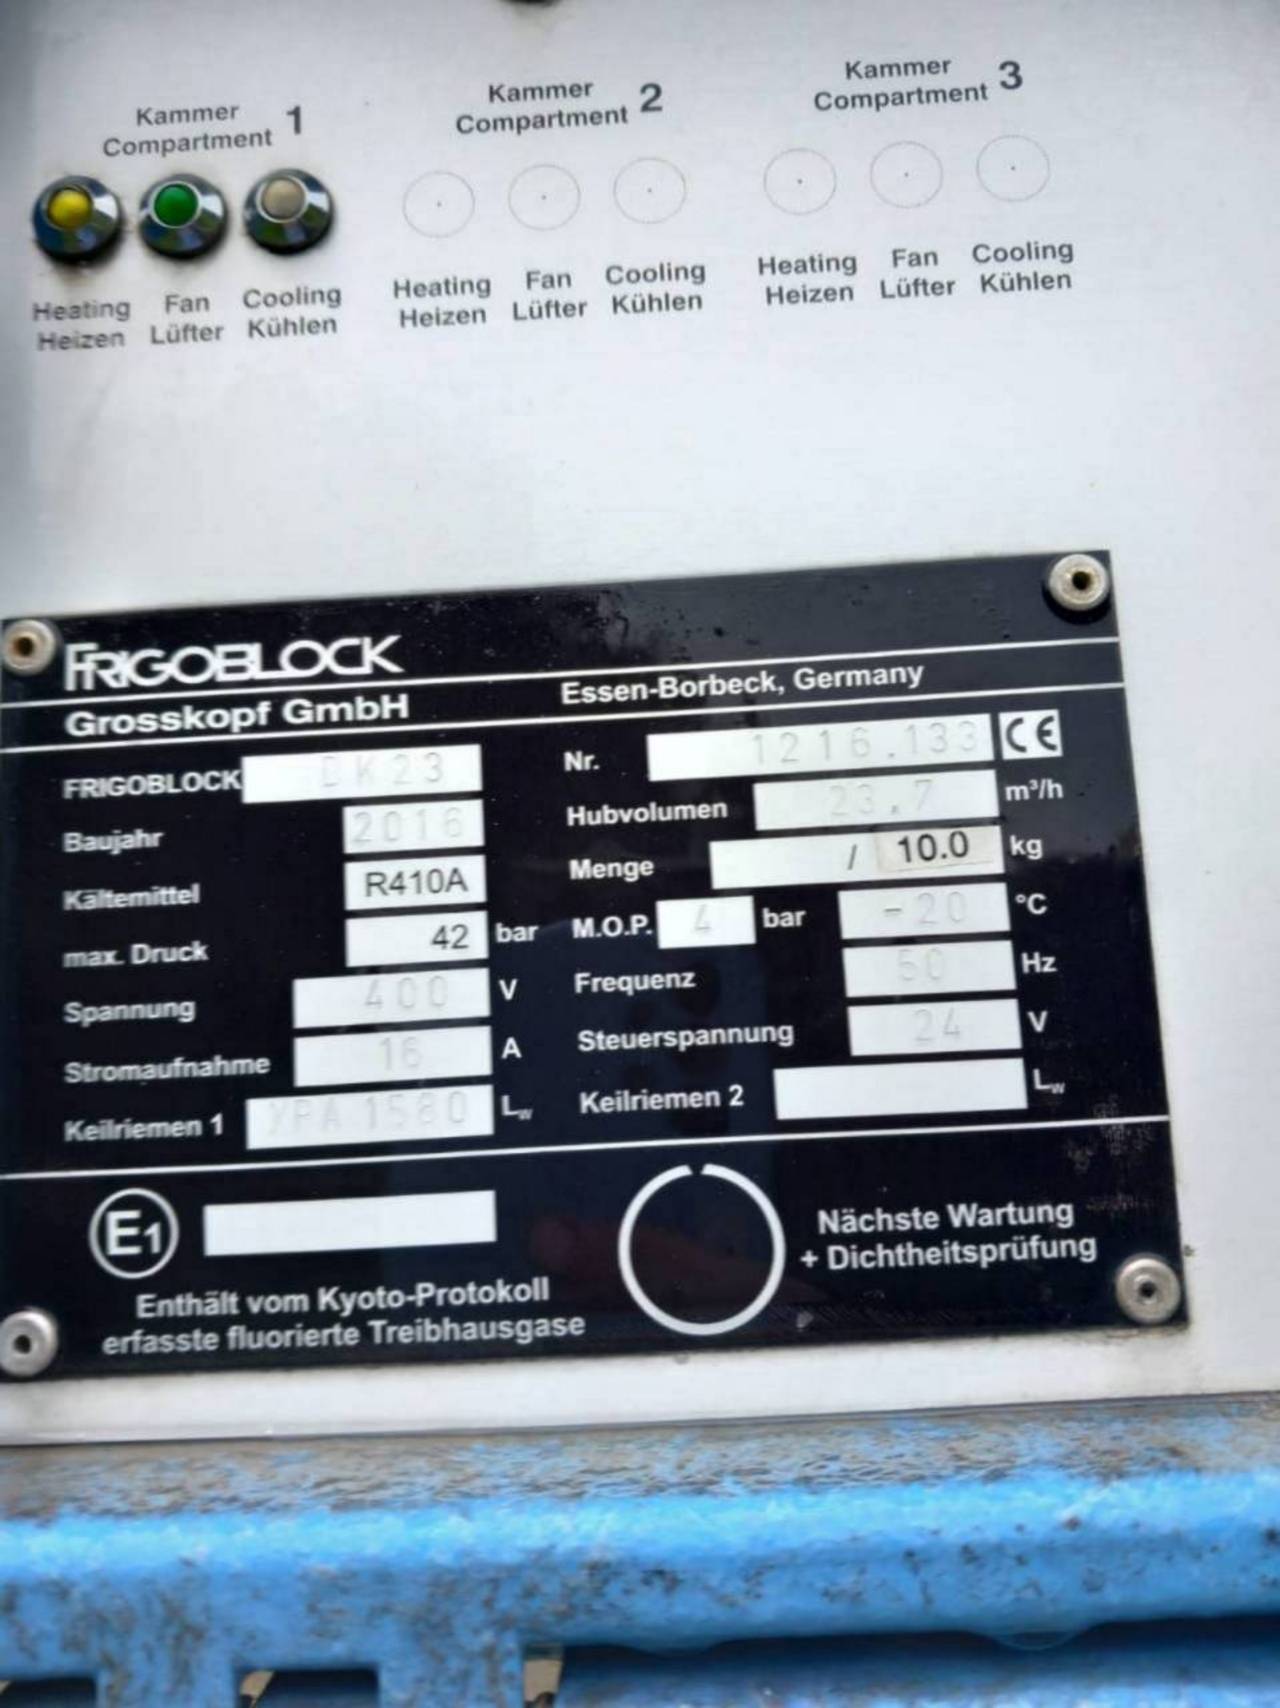 Kammer
Compartment 1
Kammer
Compartment 2
Kammer
Compartment 3
Heating
Heizen
Fan
Lüfter
Cooling
Kühlen
Heating
Heizen
Fan
Lüfter
Cooling
Kühlen
Heating
Heizen
Fan
Lüfter
Cooling
Kühlen
FRIGOBLOCK
Grosskopf GmbH Essen-Borbeck, Germany
FRIGOBLOCK DK23 Nr. 1216.133 CE
Baujahr 2016 Hubvolumen 23,7 m³/h
Kältemittel R410A Menge / 10.0 kg
max. Druck 42 bar M.O.P. 4 bar -20 °C
Spannung 400 V Frequenz 50 Hz
Stromaufnahme 16 A Steuerspannung 24 V
Keilriemen 1 XPA1580 Lw Keilriemen 2 Lw
E1
Enthält vom Kyoto-Protokoll
erfasste fluorierte Treibhausgase
Nächste Wartung
+ Dichtheitsprüfung